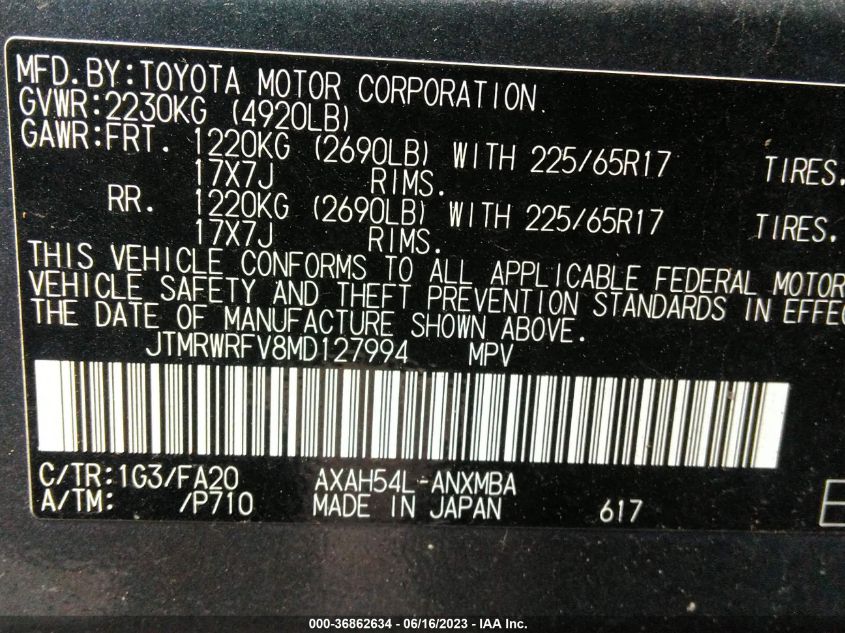 MFD.BY:TOYOTA MOTOR CORPORATION
GVWR:2230KG (4920LB)
GAWR:FRT. 1220KG (2690LB) WITH 225/65R17 TIRES.
17X7J RIMS.
RR. 1220KG (2690LB) WITH 225/65R17 TIRES.
17X7J RIMS.
THIS VEHICLE CONFORMS TO ALL APPLICABLE FEDERAL MOTOR
VEHICLE SAFETY AND THEFT PREVENTION STANDARDS IN EFFE
THE DATE OF MANUFACTURE SHOWN ABOVE.
JTMRWRFV8MD127994 MPV
C/TR:1G3/FA20 AXAH54L-ANXMBA
A/TM: /P710 MADE IN JAPAN 617
000-36862634 - 06/16/2023 - IAA Inc.